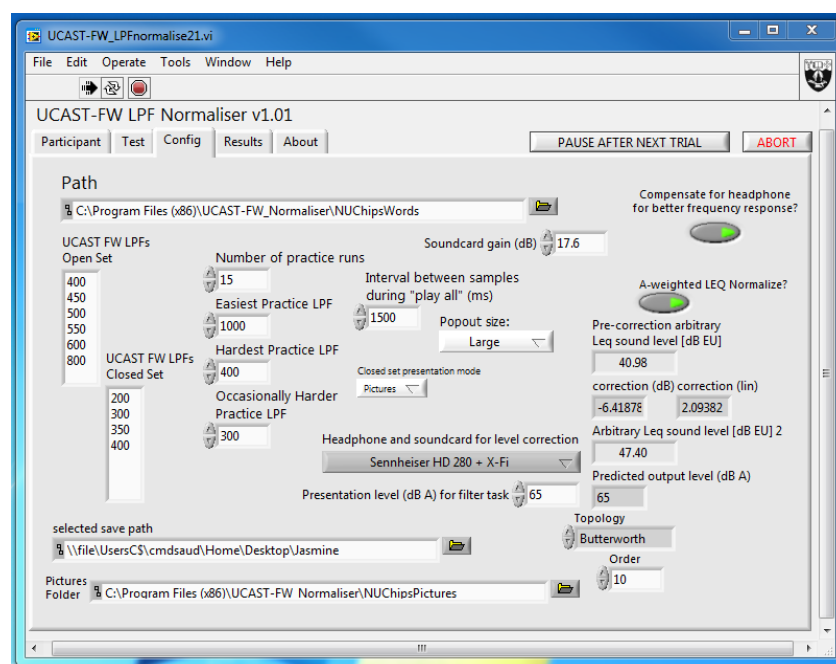 UCAST-FW_LPFnormalise21.vi
File Edit Operate Tools Window Help
UCAST-FW LPF Normaliser v1.01
Participant Test Config Results About PAUSE AFTER NEXT TRIAL ABORT
Path
C:\Program Files (x86)\UCAST-FW_Normaliser\NUChipsWords
Compensate for headphone
for better frequency response?
UCAST FW LPFs
Open Set
400
450
500
550
600
800
UCAST FW LPFs
Closed Set
200
300
350
400
Number of practice runs
15
Easiest Practice LPF
1000
Hardest Practice LPF
400
Occasionally Harder
Practice LPF
300
Soundcard gain (dB) 17.6
Interval between samples
during "play all" (ms)
1500
Popout size:
Large
Closed set presentation mode
Pictures
Headphone and soundcard for level correction
Sennheiser HD 280 + X-Fi
Presentation level (dB A) for filter task 65
A-weighted LEQ Normalize?
Pre-correction arbitrary
Leq sound level [dB EU]
40.98
correction (dB) correction (lin)
-6.41878 2.09382
Arbitrary Leq sound level [dB EU] 2
47.40
Predicted output level (dB A)
65
Topology
Butterworth
Order
10
selected save path
\\file\UsersC$\cmdsaud\Home\Desktop\Jasmine
Pictures
Folder C:\Program Files (x86)\UCAST-FW_Normaliser\NUChipsPictures